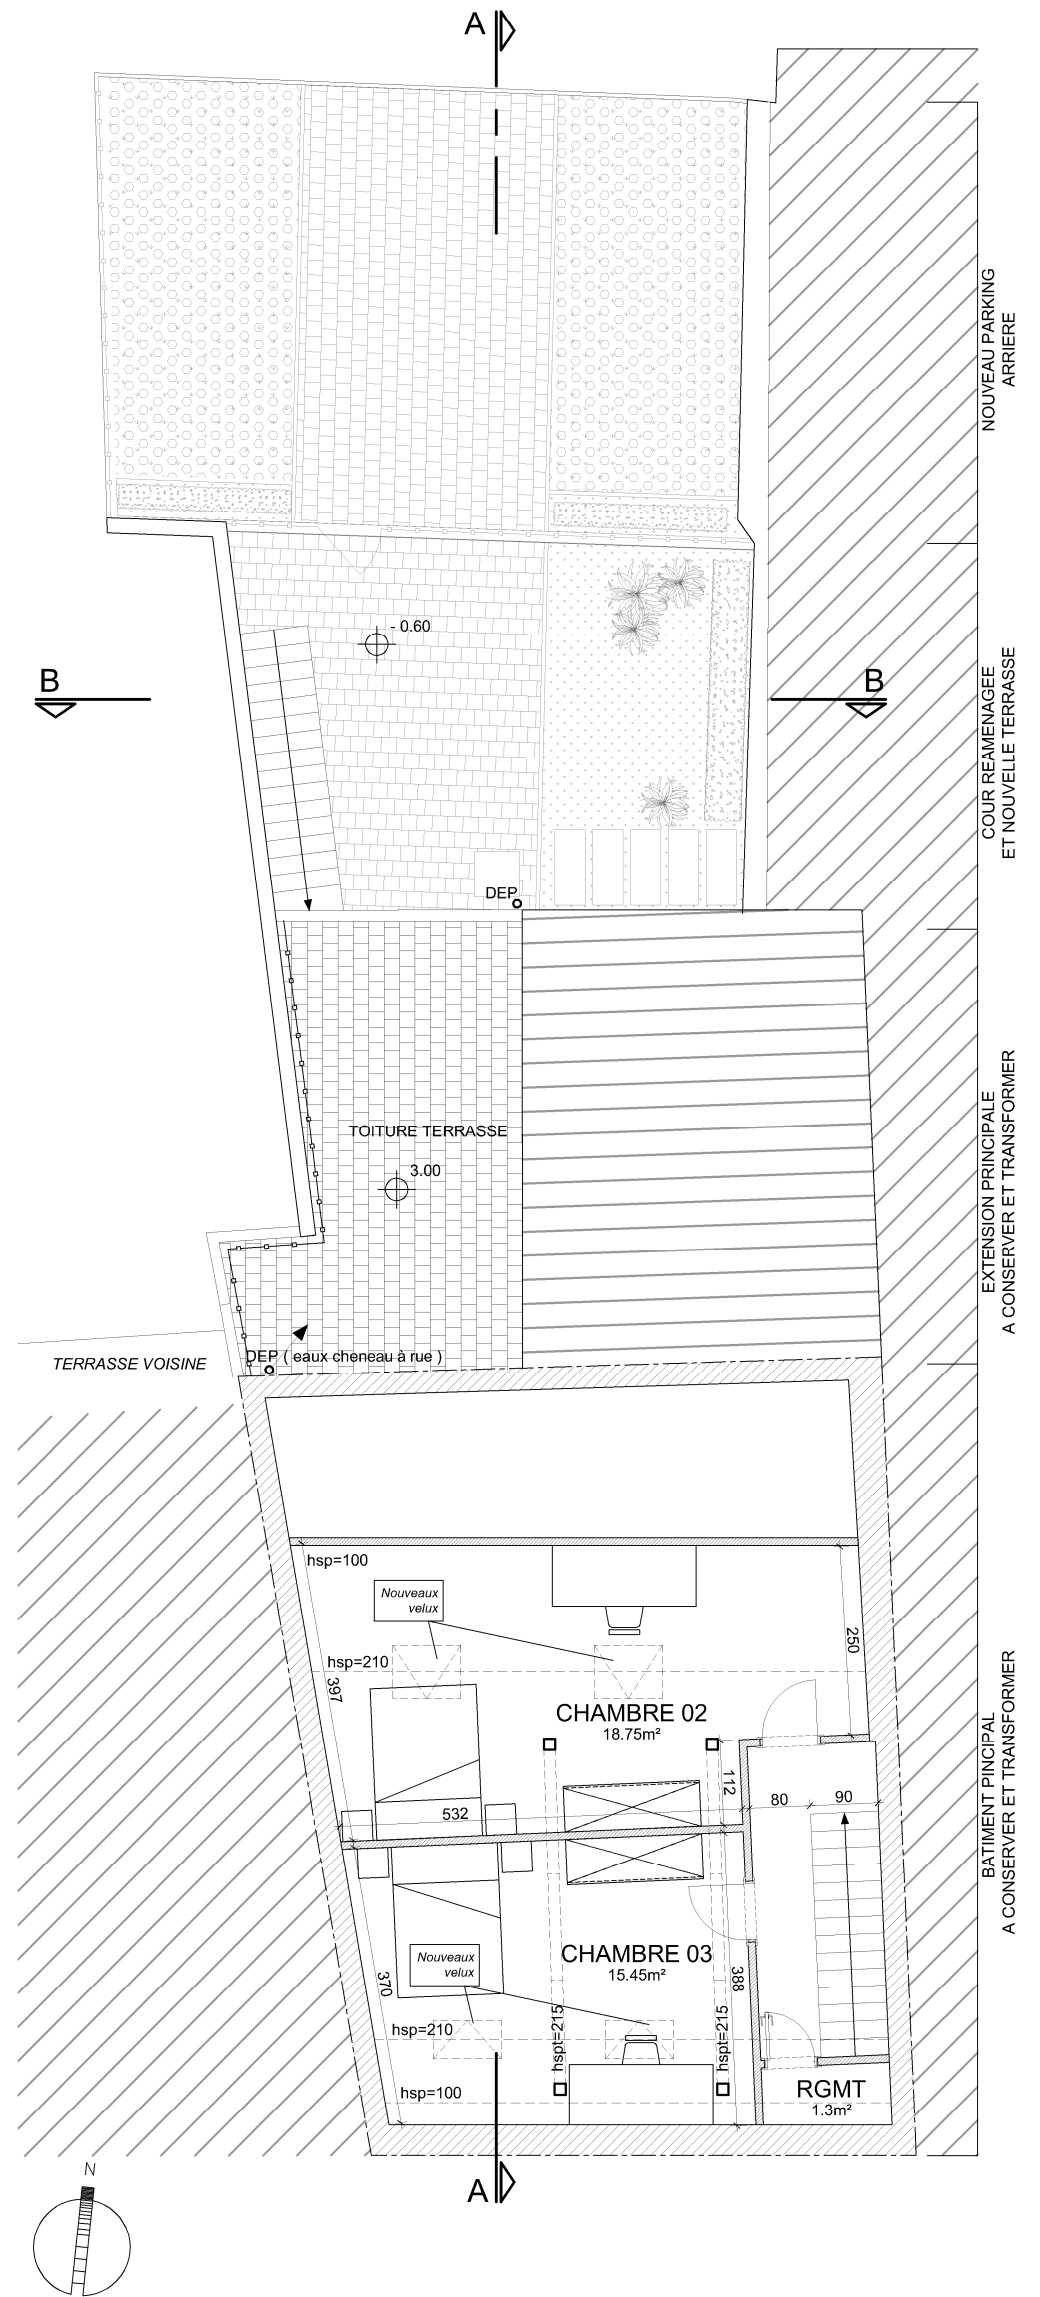 A
NOUVEAU PARKING
ARRIERE
- 0.60
B
B
COUR REAMENAGEE
ET NOUVELLE TERRASSE
DEP
TOITURE TERRASSE
3.00
EXTENSION PRINCIPALE
A CONSERVER ET TRANSFORMER
TERRASSE VOISINE
DEP ( eaux cheneau à rue )
hsp=100
Nouveaux
velux
250
hsp=210
397
CHAMBRE 02
18.75m²
112
80
90
532
BATIMENT PINCIPAL
A CONSERVER ET TRANSFORMER
CHAMBRE 03
15.45m²
Nouveaux
velux
370
388
hsp=210
hspt=215
hspt=215
hsp=100
RGMT
1.3m²
N
A